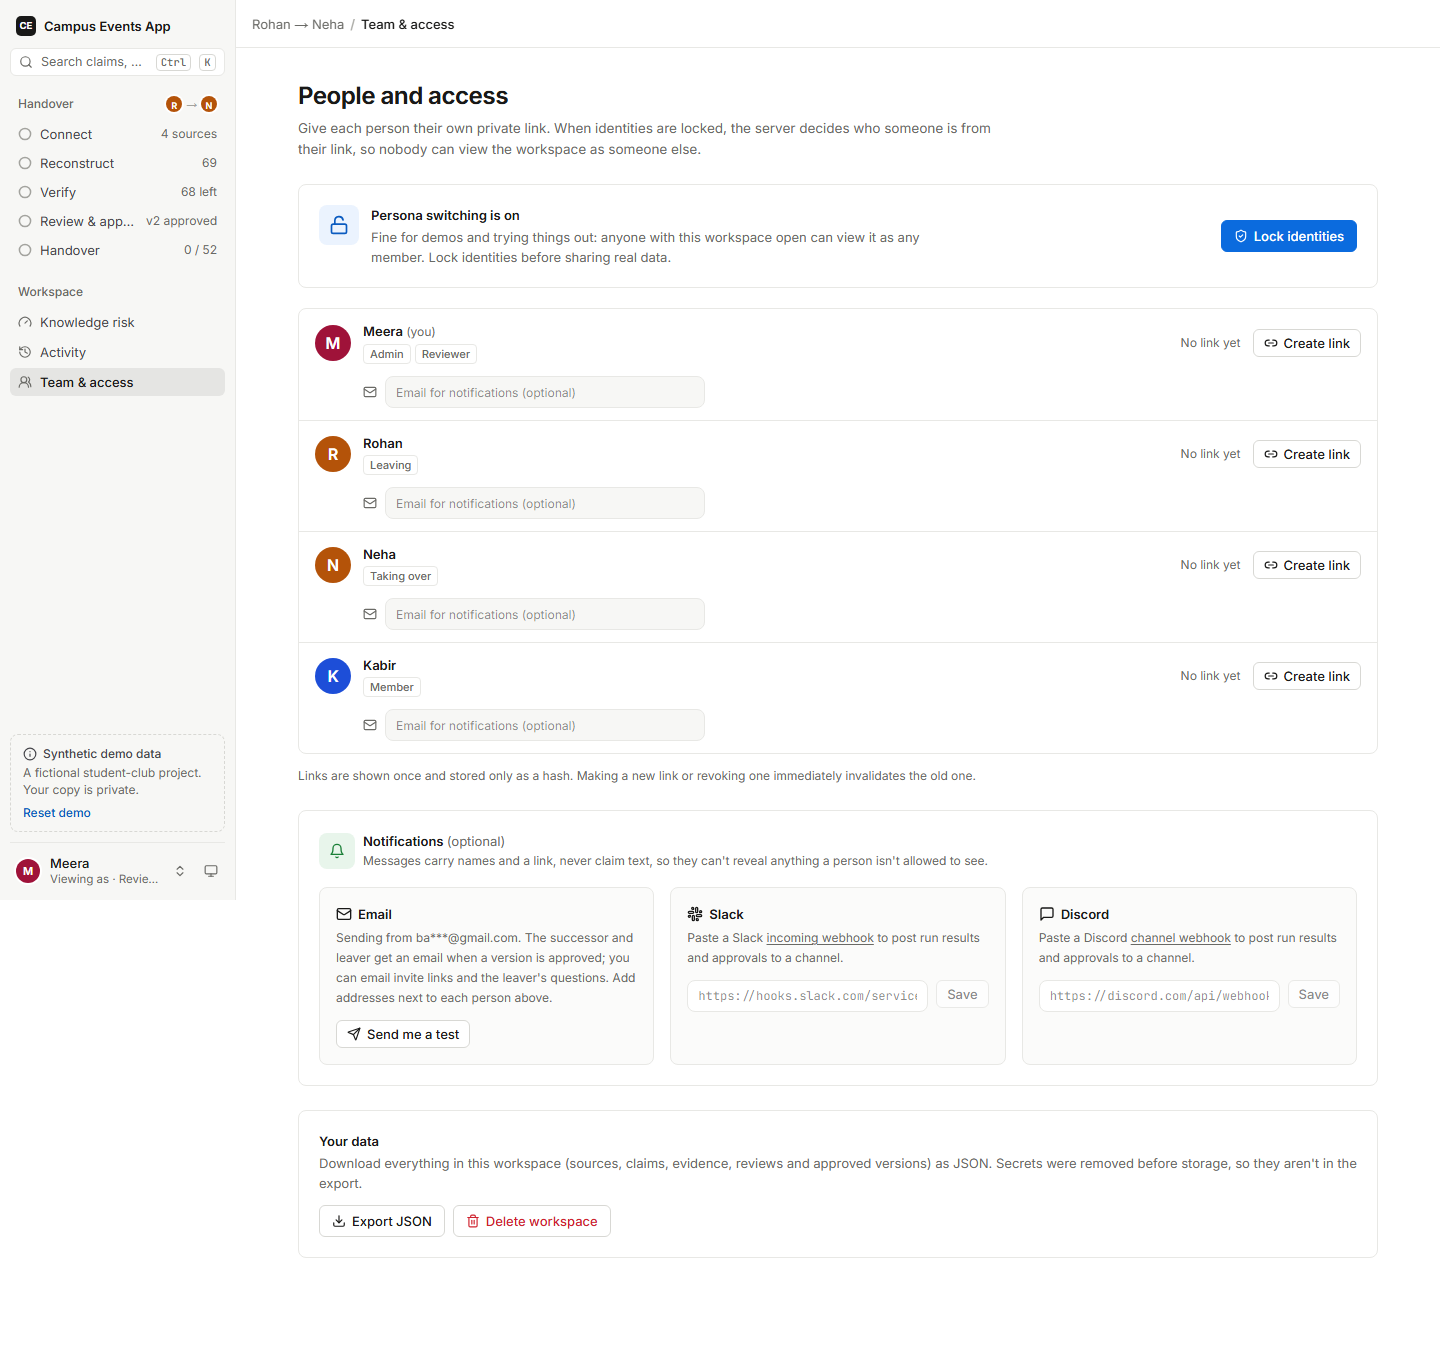 CE Campus Events App
Search claims, ... Ctrl K
Handover R → N
Connect 4 sources
Reconstruct 69
Verify 68 left
Review & app... v2 approved
Handover 0 / 52
Workspace
Knowledge risk
Activity
Team & access
Synthetic demo data
A fictional student-club project.
Your copy is private.
Reset demo
M Meera
Viewing as · Revie...
Rohan → Neha / Team & access
People and access
Give each person their own private link. When identities are locked, the server decides who someone is from
their link, so nobody can view the workspace as someone else.
Persona switching is on
Fine for demos and trying things out: anyone with this workspace open can view it as any
member. Lock identities before sharing real data.
Lock identities
M Meera (you)
Admin Reviewer
No link yet Create link
Email for notifications (optional)
R Rohan
Leaving
No link yet Create link
Email for notifications (optional)
N Neha
Taking over
No link yet Create link
Email for notifications (optional)
K Kabir
Member
No link yet Create link
Email for notifications (optional)
Links are shown once and stored only as a hash. Making a new link or revoking one immediately invalidates the old one.
Notifications (optional)
Messages carry names and a link, never claim text, so they can't reveal anything a person isn't allowed to see.
Email
Sending from ba***@gmail.com. The successor and
leaver get an email when a version is approved; you
can email invite links and the leaver's questions. Add
addresses next to each person above.
Send me a test
Slack
Paste a Slack incoming webhook to post run results
and approvals to a channel.
https://hooks.slack.com/service Save
Discord
Paste a Discord channel webhook to post run results
and approvals to a channel.
https://discord.com/api/webhook Save
Your data
Download everything in this workspace (sources, claims, evidence, reviews and approved versions) as JSON. Secrets were removed before storage, so they aren't in the
export.
Export JSON Delete workspace